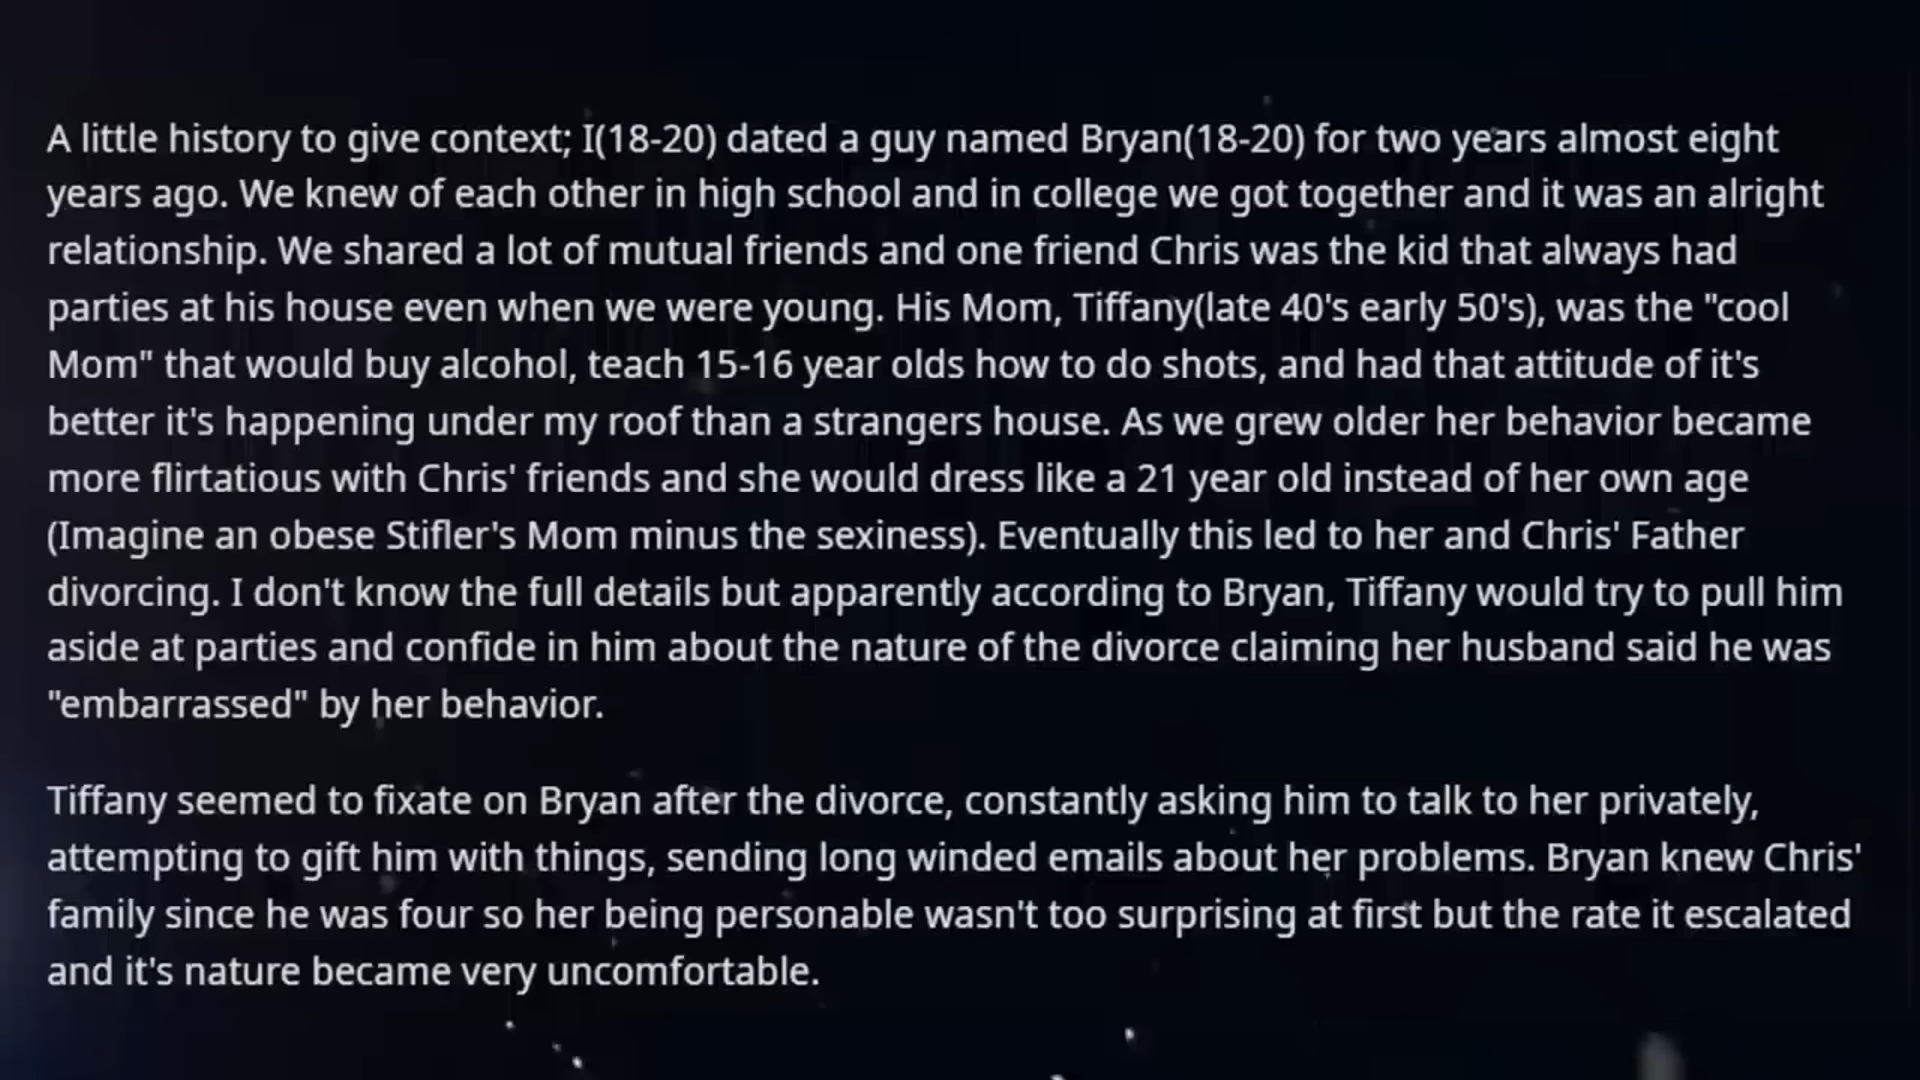 A little history to give context; I(18-20) dated a guy named Bryan(18-20) for two years almost eight
years ago. We knew of each other in high school and in college we got together and it was an alright
relationship. We shared a lot of mutual friends and one friend Chris was the kid that always had
parties at his house even when we were young. His Mom, Tiffany(late 40's early 50's), was the "cool
Mom" that would buy alcohol, teach 15-16 year olds how to do shots, and had that attitude of it's
better it's happening under my roof than a strangers house. As we grew older her behavior became
more flirtatious with Chris' friends and she would dress like a 21 year old instead of her own age
(Imagine an obese Stifler's Mom minus the sexiness). Eventually this led to her and Chris' Father
divorcing. I don't know the full details but apparently according to Bryan, Tiffany would try to pull him
aside at parties and confide in him about the nature of the divorce claiming her husband said he was
"embarrassed" by her behavior.
Tiffany seemed to fixate on Bryan after the divorce, constantly asking him to talk to her privately,
attempting to gift him with things, sending long winded emails about her problems. Bryan knew Chris'
family since he was four so her being personable wasn't too surprising at first but the rate it escalated
and it's nature became very uncomfortable.